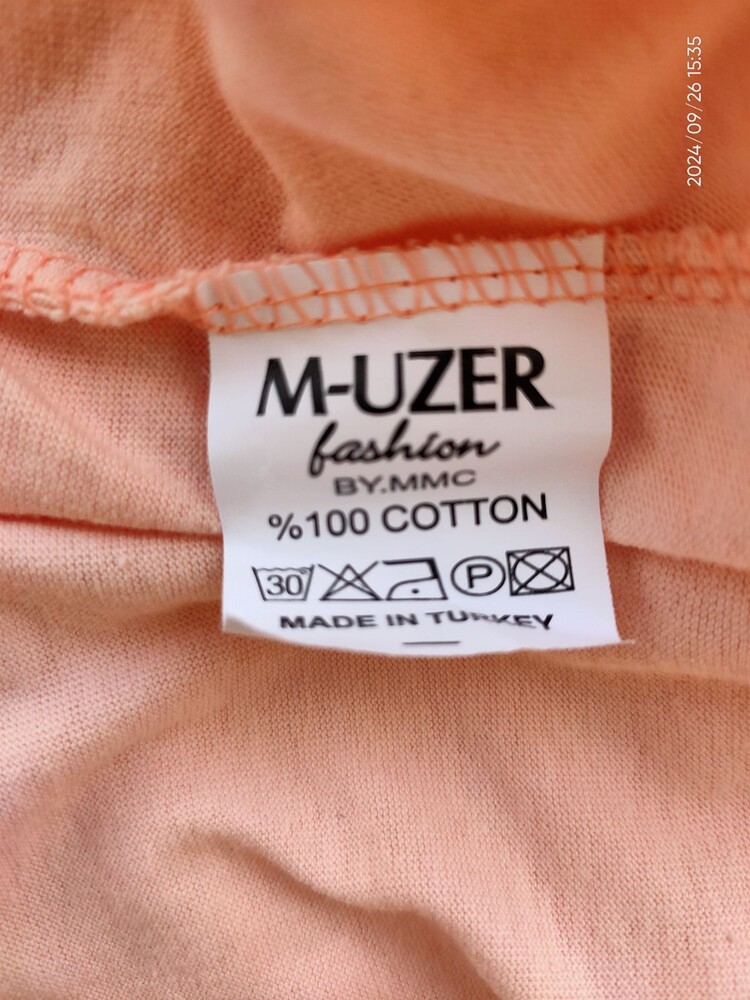 2024/09/26 15:35
M-UZER
fashion
BY.MMC
%100 COTTON
30 P
MADE IN TURKEY